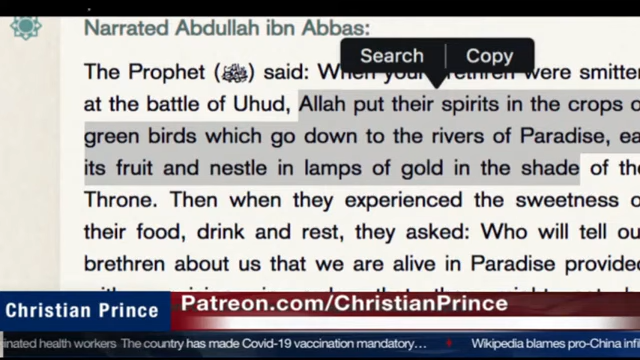 Narrated Abdullah ibn Abbas:
Search
Copy
The Prophet (ﷺ) said: When your brethren were smitten
at the battle of Uhud, Allah put their spirits in the crops o
green birds which go down to the rivers of Paradise, ea
its fruit and nestle in lamps of gold in the shade of the
Throne. Then when they experienced the sweetness o
their food, drink and rest, they asked: Who will tell ou
brethren about us that we are alive in Paradise provided
Christian Prince
Patreon.com/ChristianPrince
inated health workers The country has made Covid-19 vaccination mandatory... Wikipedia blames pro-China infi